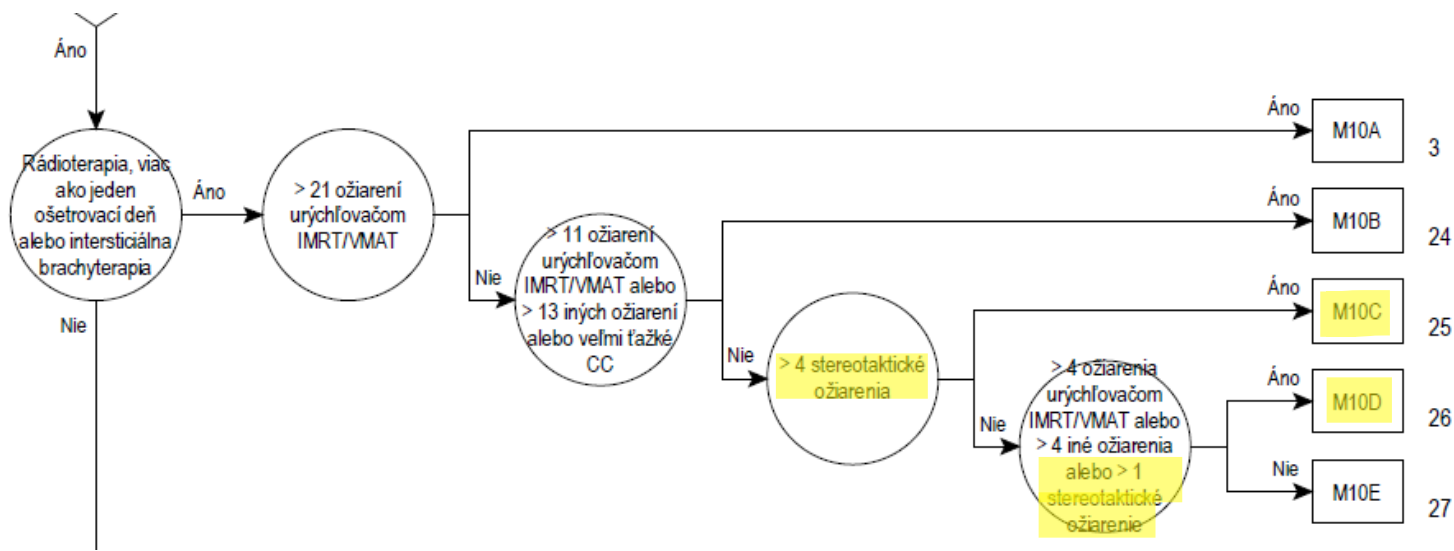 Áno
Rádioterapia, viac
ako jeden
ošetrovací deň
alebo intersticiálna
brachyterapia
Áno
Nie
> 21 ožiarení
urýchľovačom
IMRT/VMAT
Áno
M10A
3
Nie
> 11 ožiarení
urýchľovačom
IMRT/VMAT alebo
> 13 iných ožiarení
alebo veľmi ťažké
CC
Áno
M10B
24
Nie
> 4 stereotaktické
ožiarenia
Áno
M10C
25
Nie
> 4 ožiarenia
urýchľovačom
IMRT/VMAT alebo
> 4 iné ožiarenia
alebo > 1
stereotaktické
ožiarenie
Áno
M10D
26
Nie
M10E
27